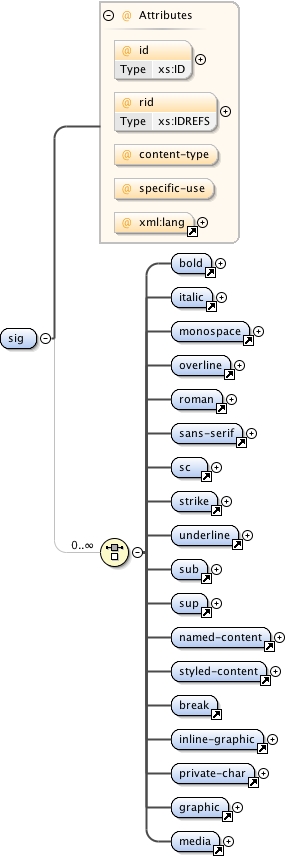 Attributes
@ id
Type xs:ID
@ rid
Type xs:IDREFS
@ content-type
@ specific-use
@ xml:lang
bold
italic
sig
monospace
overline
roman
sans-serif
sc
strike
underline
0..∞
sub
sup
named-content
styled-content
break
inline-graphic
private-char
graphic
media